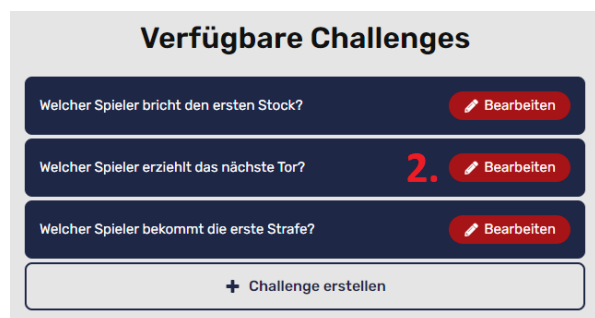 Verfügbare Challenges
Welcher Spieler bricht den ersten Stock? Bearbeiten
Welcher Spieler erziehlt das nächste Tor? 2. Bearbeiten
Welcher Spieler bekommt die erste Strafe? Bearbeiten
+ Challenge erstellen